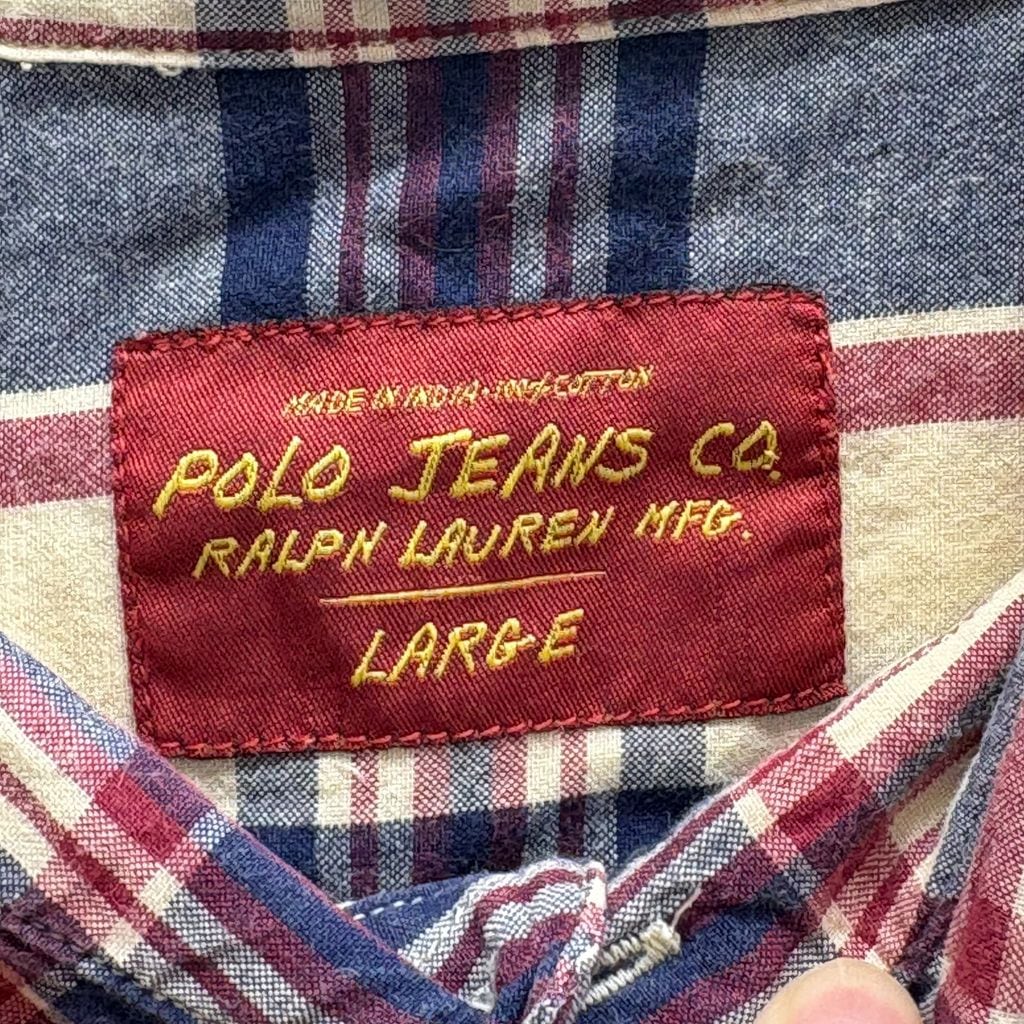 MADE IN INDIA • 100% COTTON
POLO JEANS CO.
RALPH LAUREN MFG.
LARGE